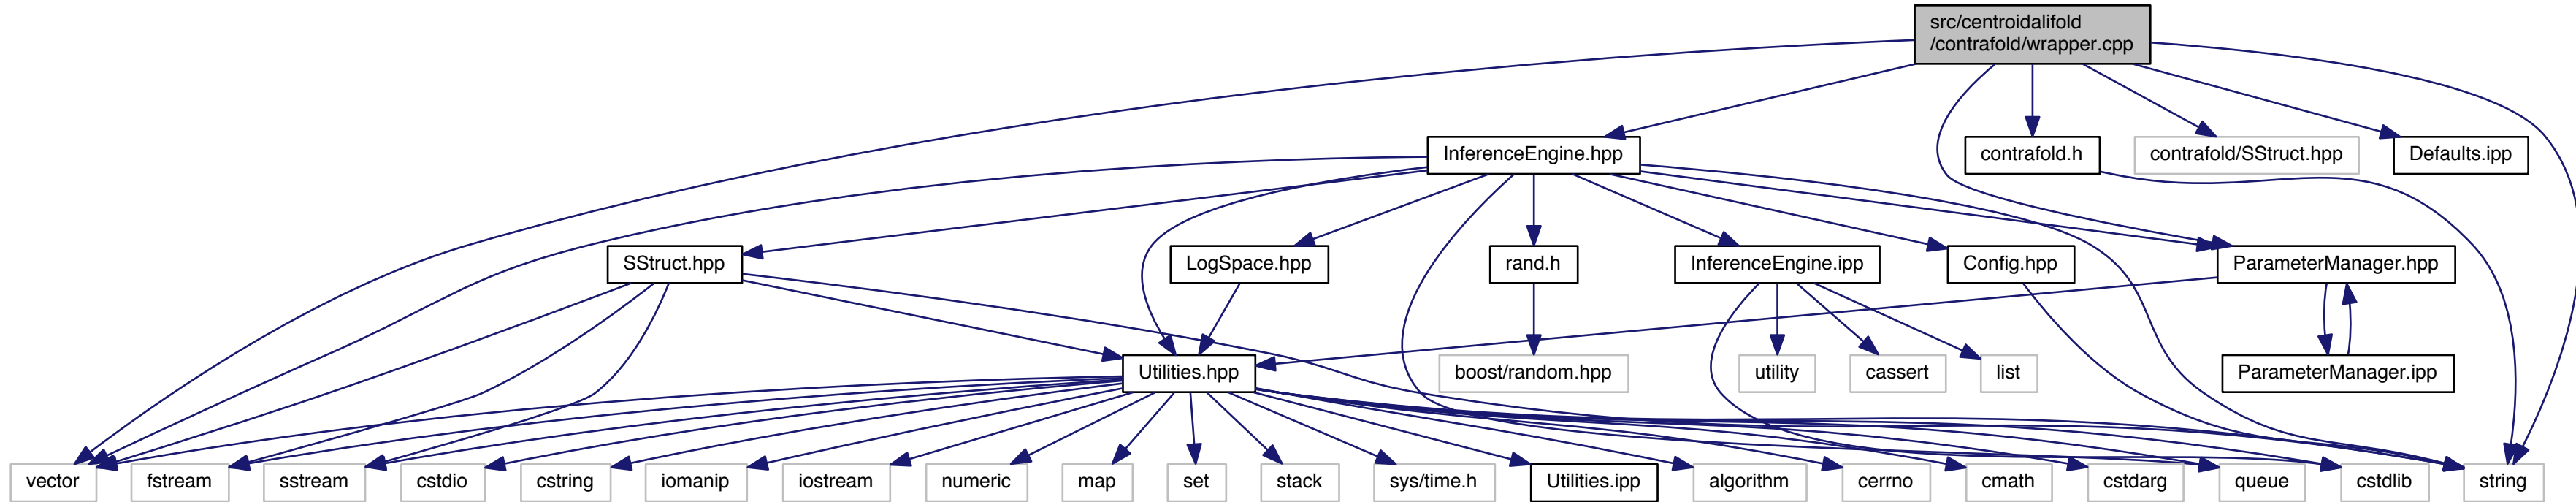 src/centroidalifold
/contrafold/wrapper.cpp
InferenceEngine.hpp
contrafold.h
contrafold/SStruct.hpp
Defaults.ipp
SStruct.hpp
LogSpace.hpp
rand.h
InferenceEngine.ipp
Config.hpp
ParameterManager.hpp
Utilities.hpp
boost/random.hpp
utility
cassert
list
ParameterManager.ipp
vector
fstream
sstream
cstdio
cstring
iomanip
iostream
numeric
map
set
stack
sys/time.h
Utilities.ipp
algorithm
cerrno
cmath
cstdarg
queue
cstdlib
string